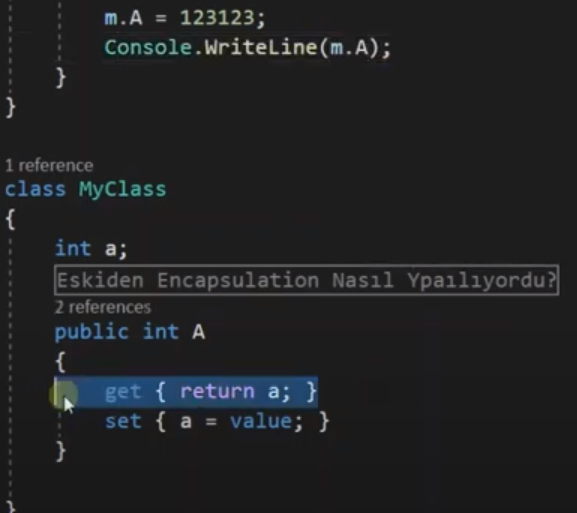 m.A = 123123;
Console.WriteLine(m.A);
}
}
1 reference
class MyClass
{
int a;
Eskiden Encapsulation Nasıl Ypaılıyordu?
2 references
public int A
{
get { return a; }
set { a = value; }
}
}